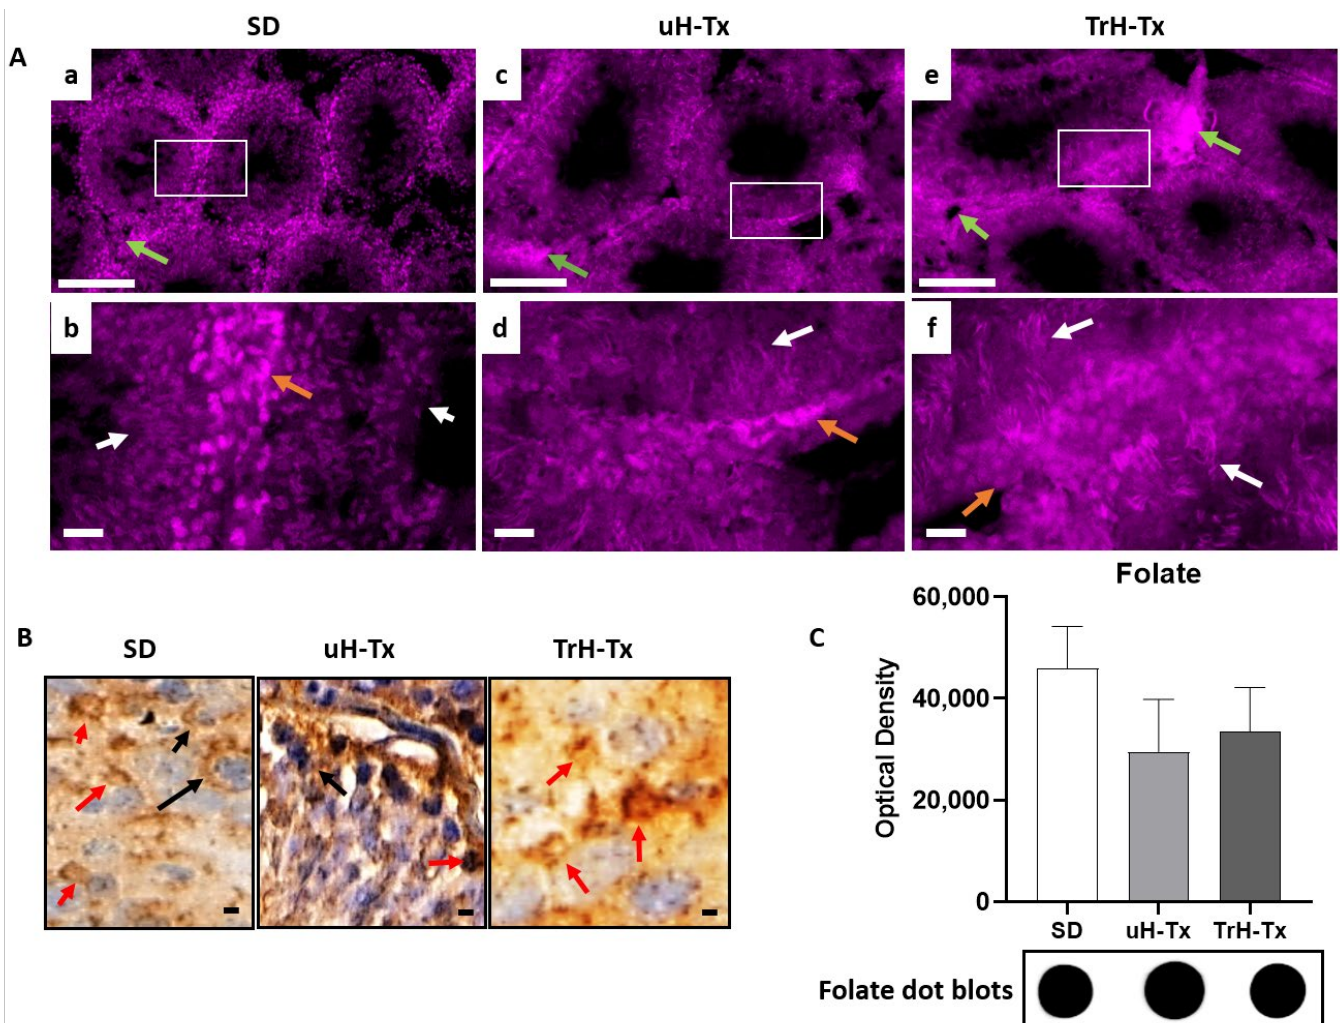 SD uH-Tx TrH-Tx
A
a c e
b d f
Folate
B C
SD uH-Tx TrH-Tx
60,000
40,000
20,000
0
Optical Density
SD uH-Tx TrH-Tx
Folate dot blots